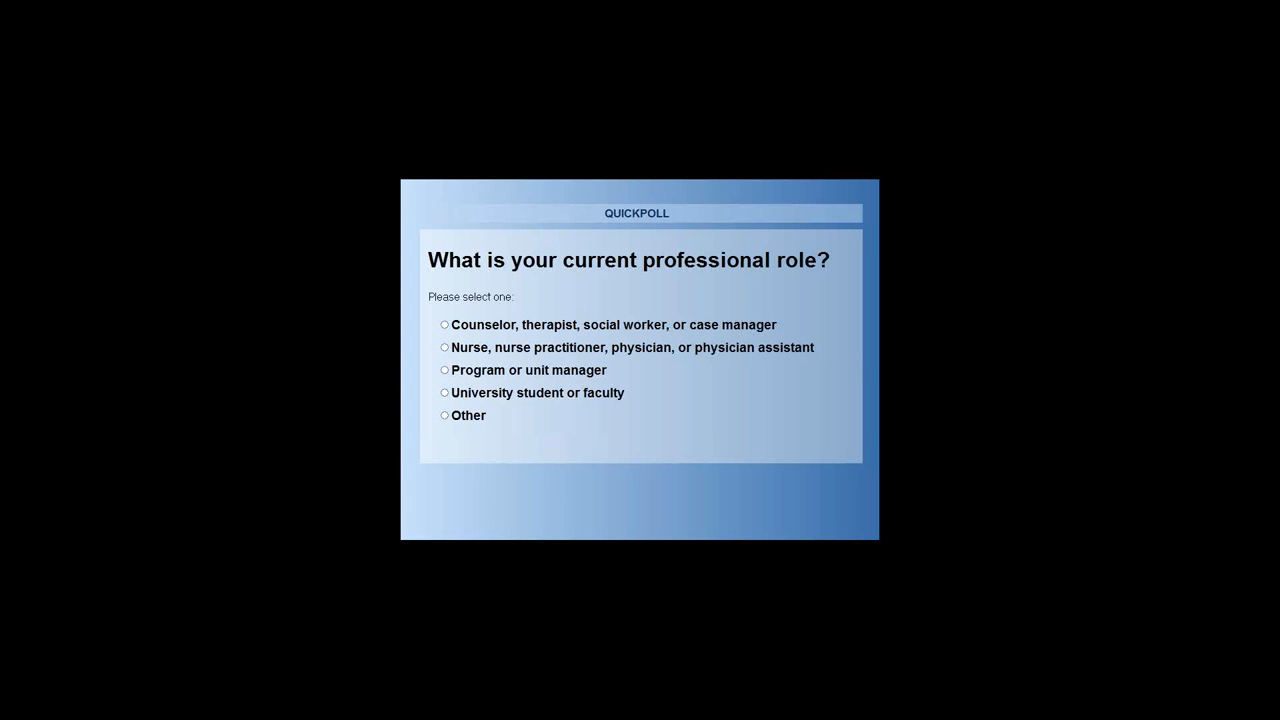 QUICKPOLL
What is your current professional role?
Please select one:
Counselor, therapist, social worker, or case manager
Nurse, nurse practitioner, physician, or physician assistant
Program or unit manager
University student or faculty
Other